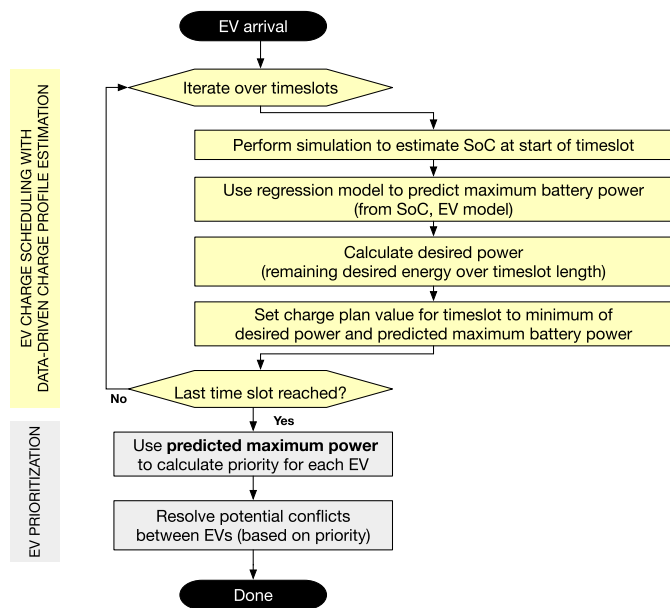 EV arrival
EV CHARGE SCHEDULING WITH
DATA-DRIVEN CHARGE PROFILE ESTIMATION
Iterate over timeslots
Perform simulation to estimate SoC at start of timeslot
Use regression model to predict maximum battery power
(from SoC, EV model)
Calculate desired power
(remaining desired energy over timeslot length)
Set charge plan value for timeslot to minimum of
desired power and predicted maximum battery power
Last time slot reached?
No
Yes
EV PRIORITIZATION
Use predicted maximum power
to calculate priority for each EV
Resolve potential conflicts
between EVs (based on priority)
Done